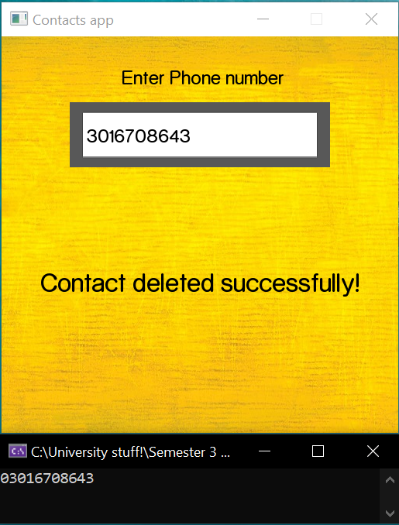 Contacts app
Enter Phone number
3016708643
Contact deleted successfully!
C:\University stuff!\Semester 3 ...
03016708643